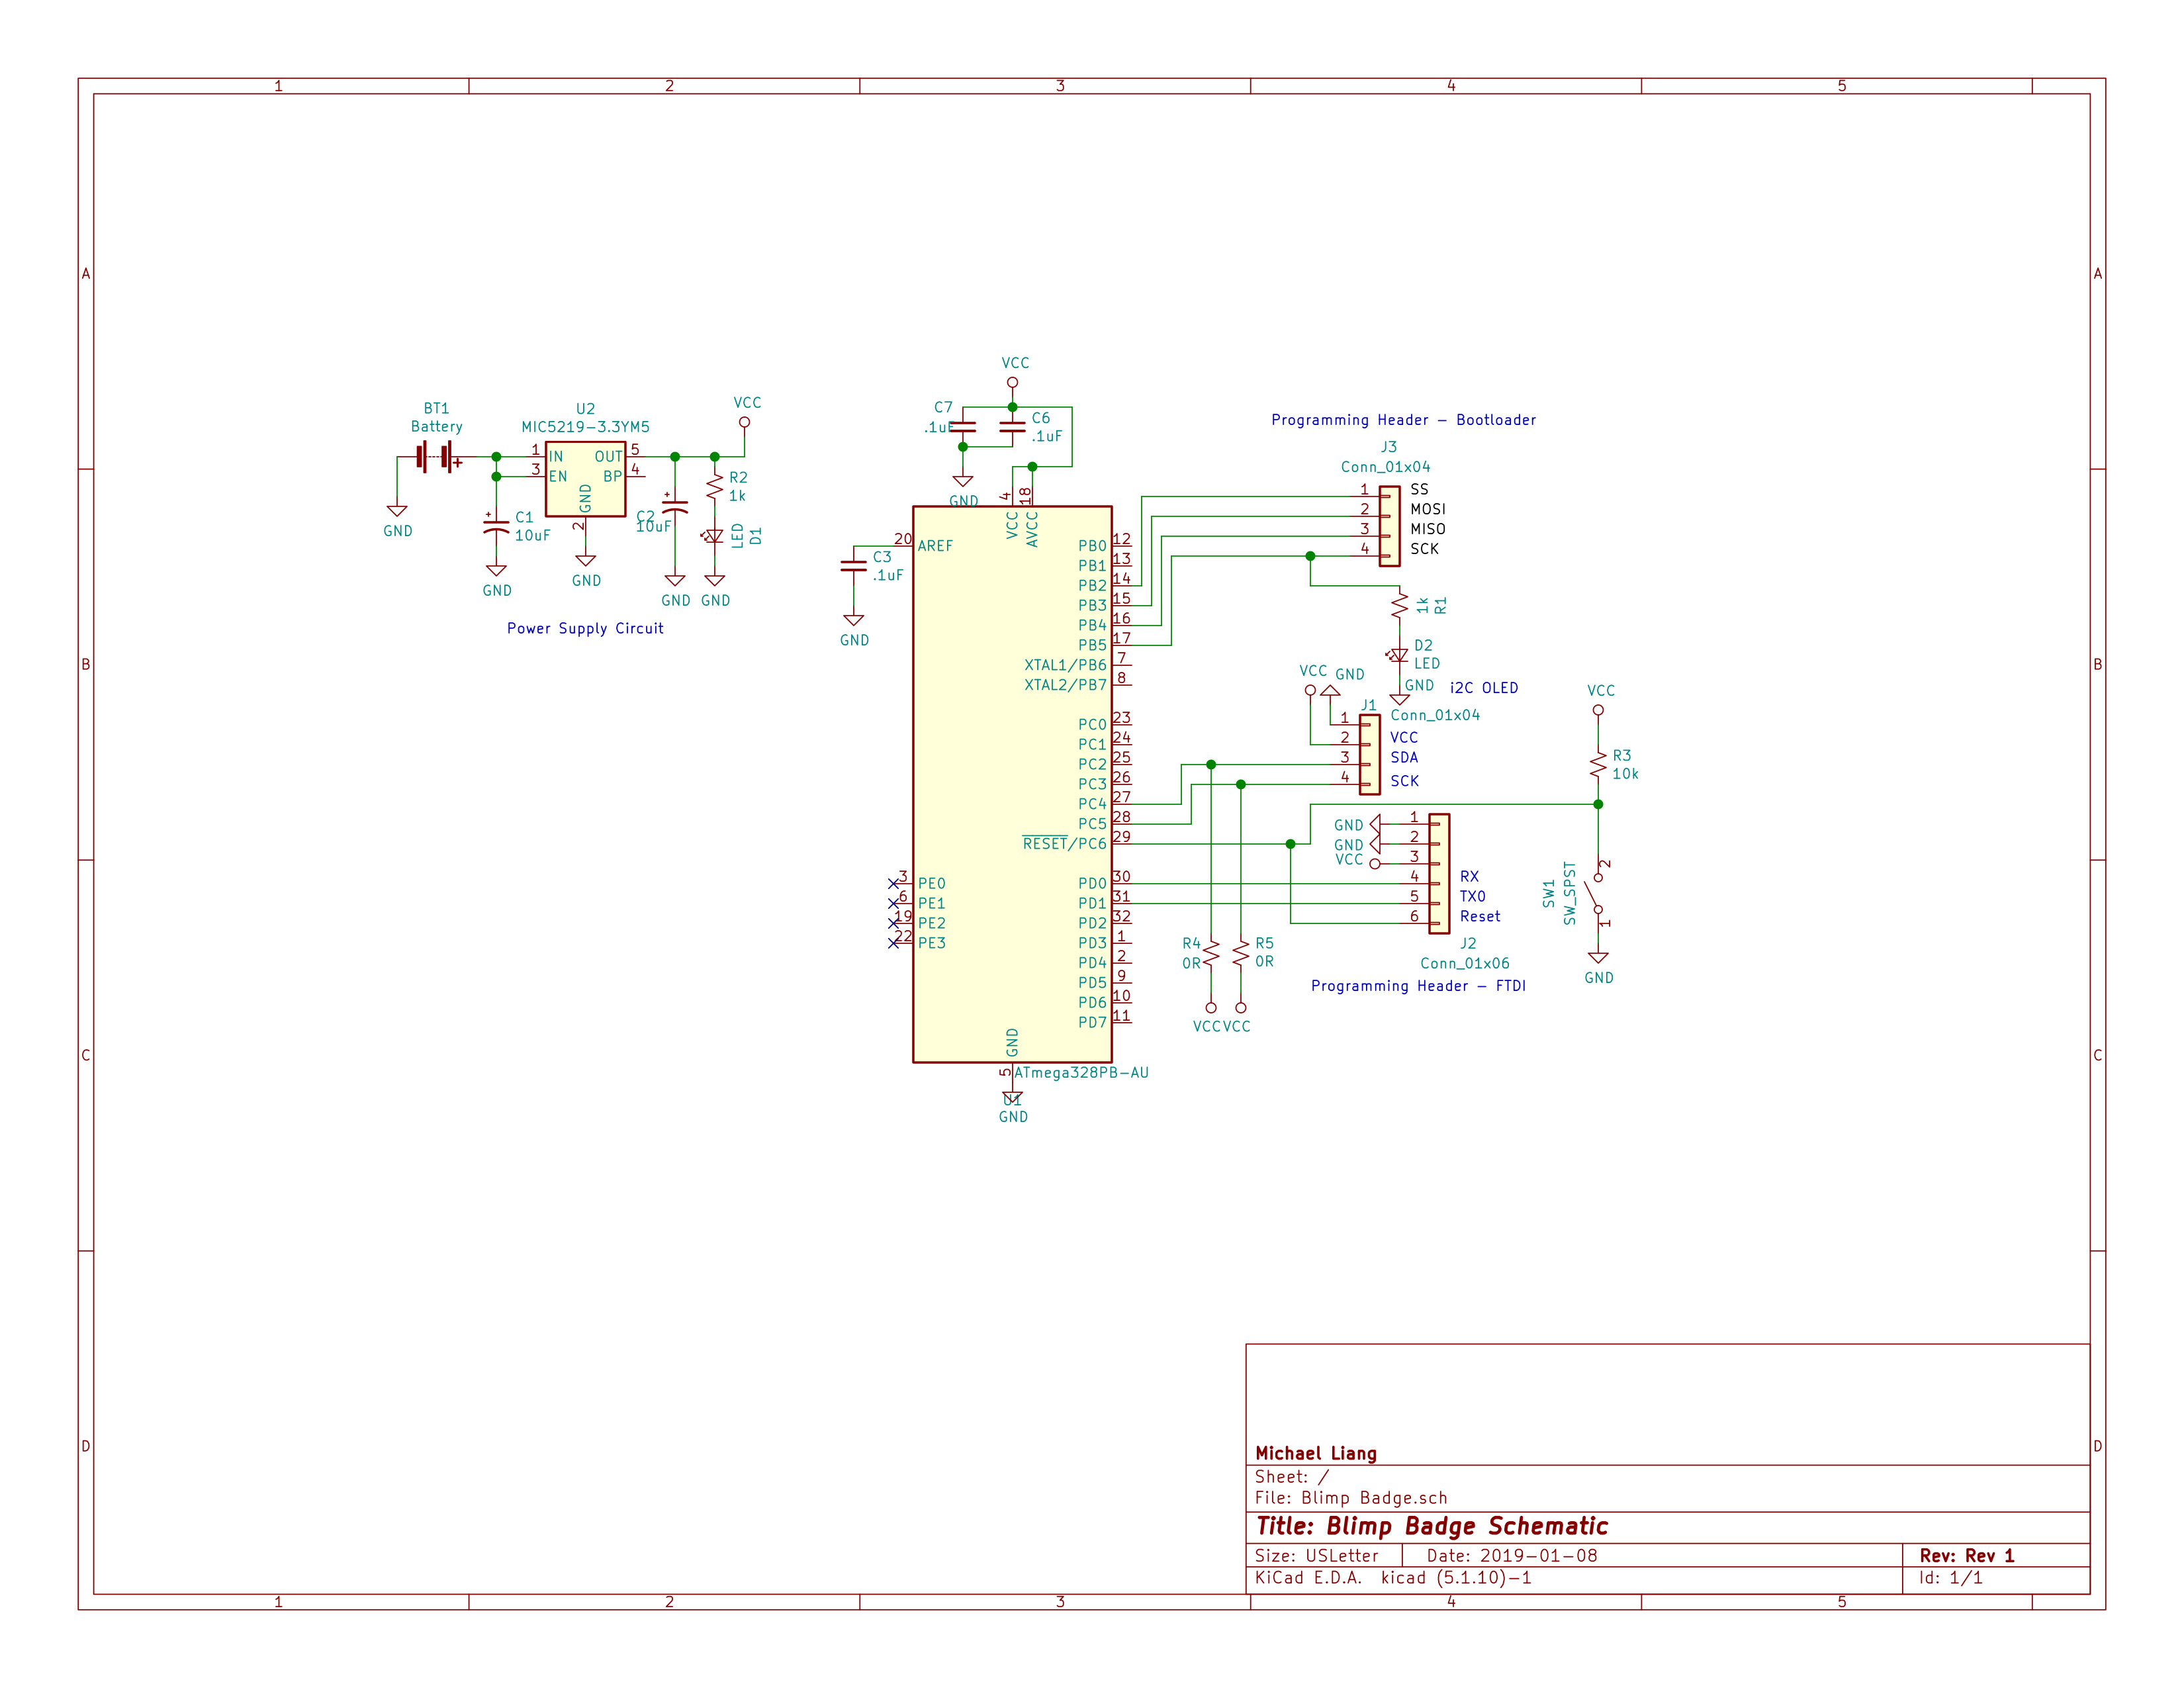 1 2 3 4 5
A A
B B
C C
D D
1 2 3 4 5
BT1
Battery
GND
U2
MIC5219-3.3YM5
1 IN
3 EN
OUT 5
BP 4
GND
2
GND
C1
10uF
GND
C2
10uF
GND
VCC
R2
1k
LED
D1
GND
Power Supply Circuit
VCC
C7
.1uF
C6
.1uF
GND
4 18
VCC AVCC
20 AREF
C3
.1uF
GND
PB0 12
PB1 13
PB2 14
PB3 15
PB4 16
PB5 17
XTAL1/PB6 7
XTAL2/PB7 8
PC0 23
PC1 24
PC2 25
PC3 26
PC4 27
PC5 28
RESET/PC6 29
3 PE0
6 PE1
19 PE2
22 PE3
PD0 30
PD1 31
PD2 32
PD3 1
PD4 2
PD5 9
PD6 10
PD7 11
GND
5
ATmega328PB-AU
U1
GND
Programming Header - Bootloader
J3
Conn_01x04
1 SS
2 MOSI
3 MISO
4 SCK
1k
R1
D2
LED
GND
i2C OLED
VCC GND
J1
Conn_01x04
1
2 VCC
3 SDA
4 SCK
VCC
R3
10k
GND 1
GND 2
VCC 3
4 RX
5 TX0
6 Reset
J2
Conn_01x06
Programming Header - FTDI
R4
0R
R5
0R
VCC VCC
SW1
SW_SPST
2
1
GND
Michael Liang
Sheet: /
File: Blimp Badge.sch
Title: Blimp Badge Schematic
Size: USLetter Date: 2019-01-08 Rev: Rev 1
KiCad E.D.A. kicad (5.1.10)-1 Id: 1/1